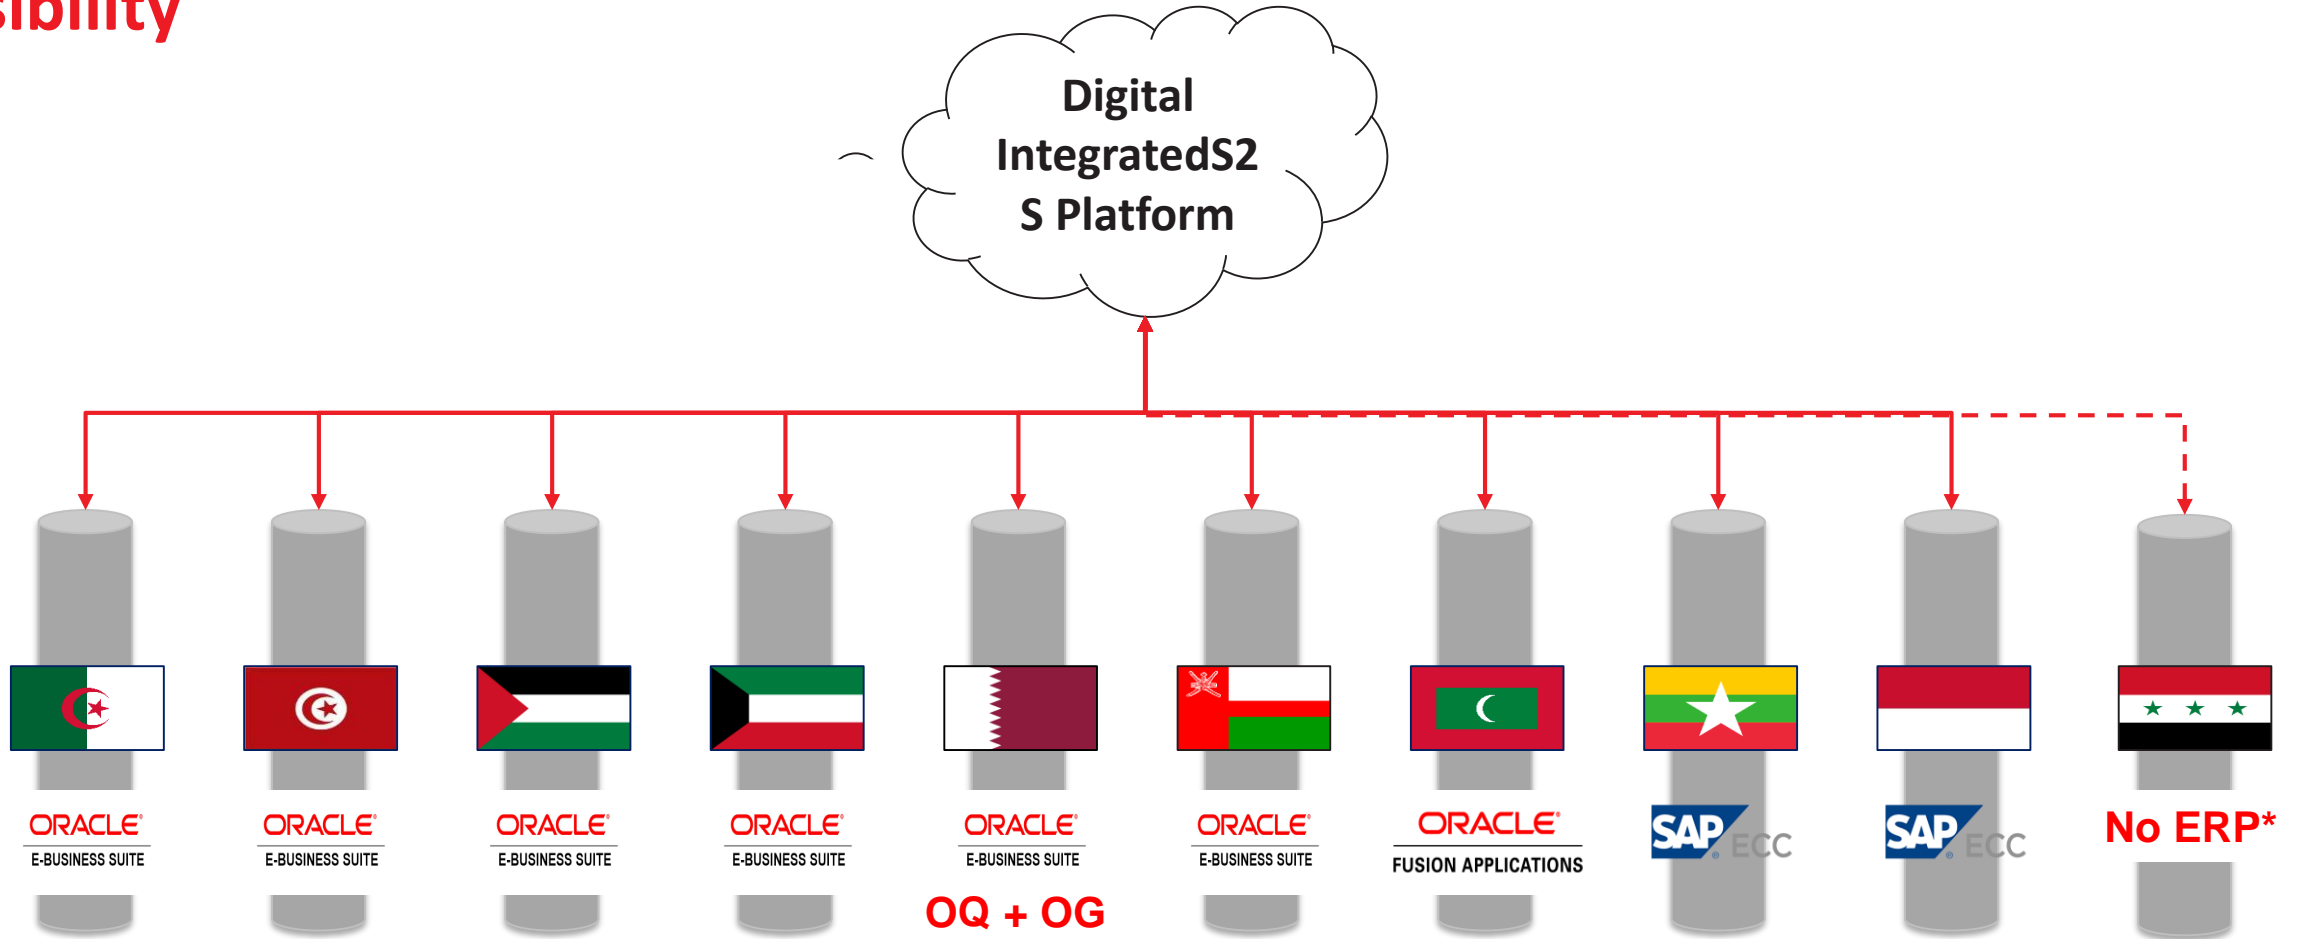 sibility
Digital
IntegratedS2
S Platform
ORACLE
E-BUSINESS SUITE
ORACLE
E-BUSINESS SUITE
ORACLE
E-BUSINESS SUITE
ORACLE
E-BUSINESS SUITE
ORACLE
E-BUSINESS SUITE
OQ + OG
ORACLE
E-BUSINESS SUITE
ORACLE
FUSION APPLICATIONS
SAP ECC
SAP ECC
No ERP*